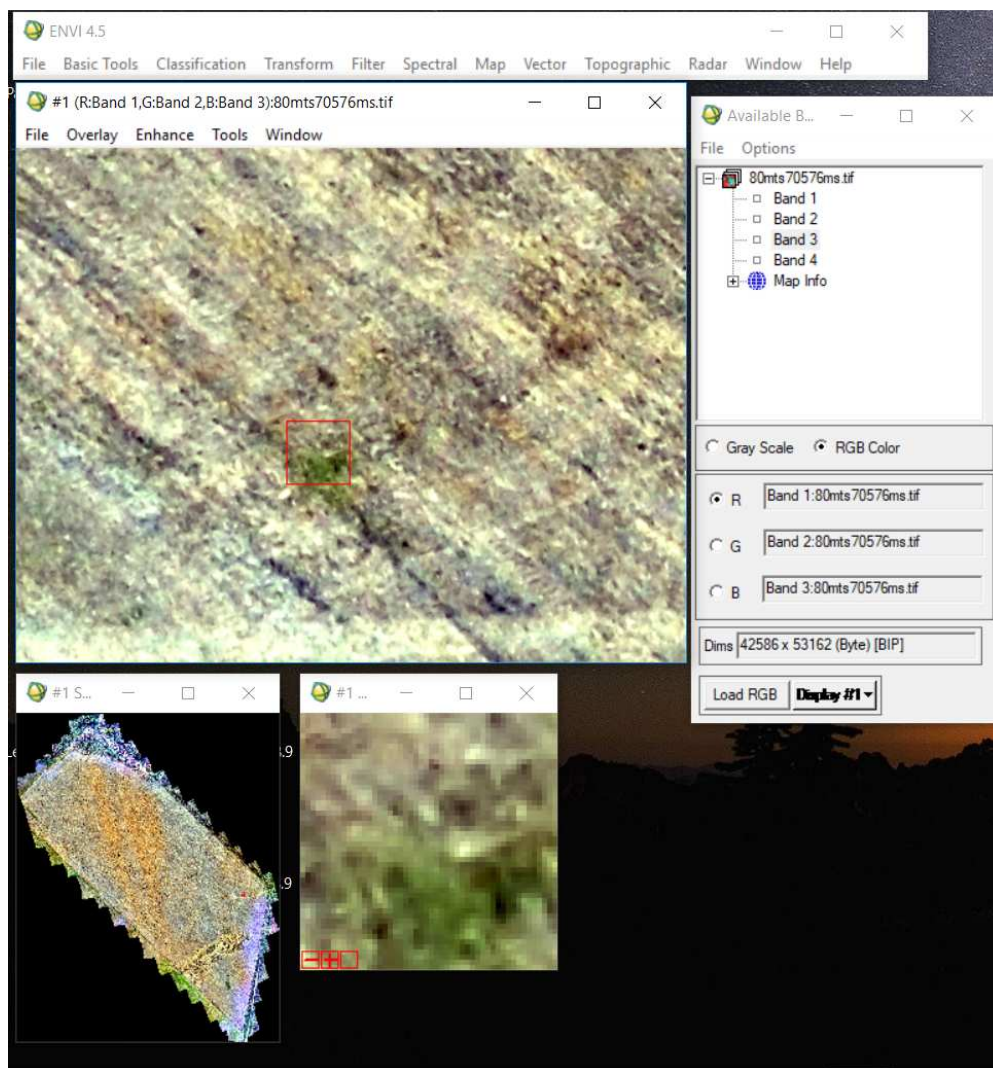 ENVI 4.5
File Basic Tools Classification Transform Filter Spectral Map Vector Topographic Radar Window Help
#1 (R:Band 1,G:Band 2,B:Band 3):80mts70576ms.tif
File Overlay Enhance Tools Window
Available B...
File Options
80mts70576ms.tif
Band 1
Band 2
Band 3
Band 4
Map Info
Gray Scale RGB Color
R Band 1:80mts70576ms.tif
G Band 2:80mts70576ms.tif
B Band 3:80mts70576ms.tif
Dims 42586 x 53162 (Byte) [BIP]
Load RGB Display #1
#1 S...
#1 ...
.9
.9